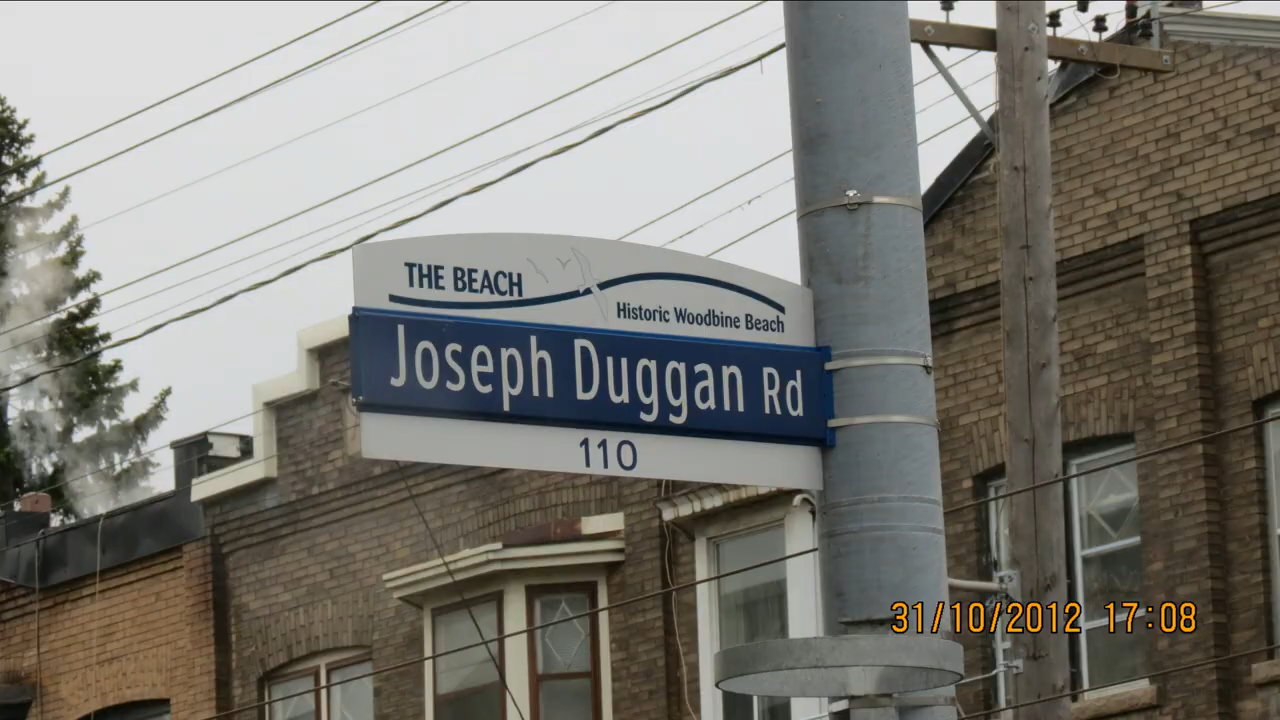 THE BEACH
Historic Woodbine Beach
Joseph Duggan Rd
110
31/10/2012 17:08